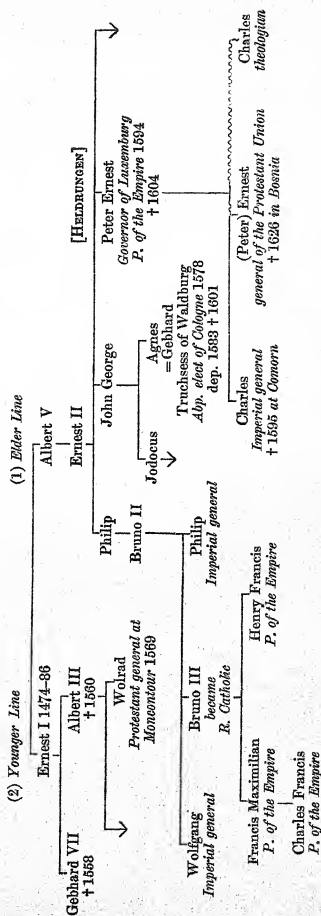 (2) Younger Line
(1) Elder Line
Ernest I 1474–86
Albert V
Gebhard VII
† 1558
Albert III
† 1560
Ernest II
Wolrad
Protestant general at
Moncontour 1569
Philip
John George
[HELDRUNGEN]
Peter Ernest
Governor of Luxemburg
P. of the Empire 1594
† 1604
Bruno II
Jodocus
Agnes
=Gebhard
Truchsess of Waldburg
Abp. elect of Cologne 1578
dep. 1583 † 1601
Wolfgang
Imperial general
Bruno III
became
R. Catholic
Philip
Imperial general
Charles
Imperial general
† 1595 at Comorn
(Peter) Ernest
general of the Protestant Union
† 1626 in Bosnia
Charles
theologian
Francis Maximilian
P. of the Empire
Henry Francis
P. of the Empire
Charles Francis
P. of the Empire